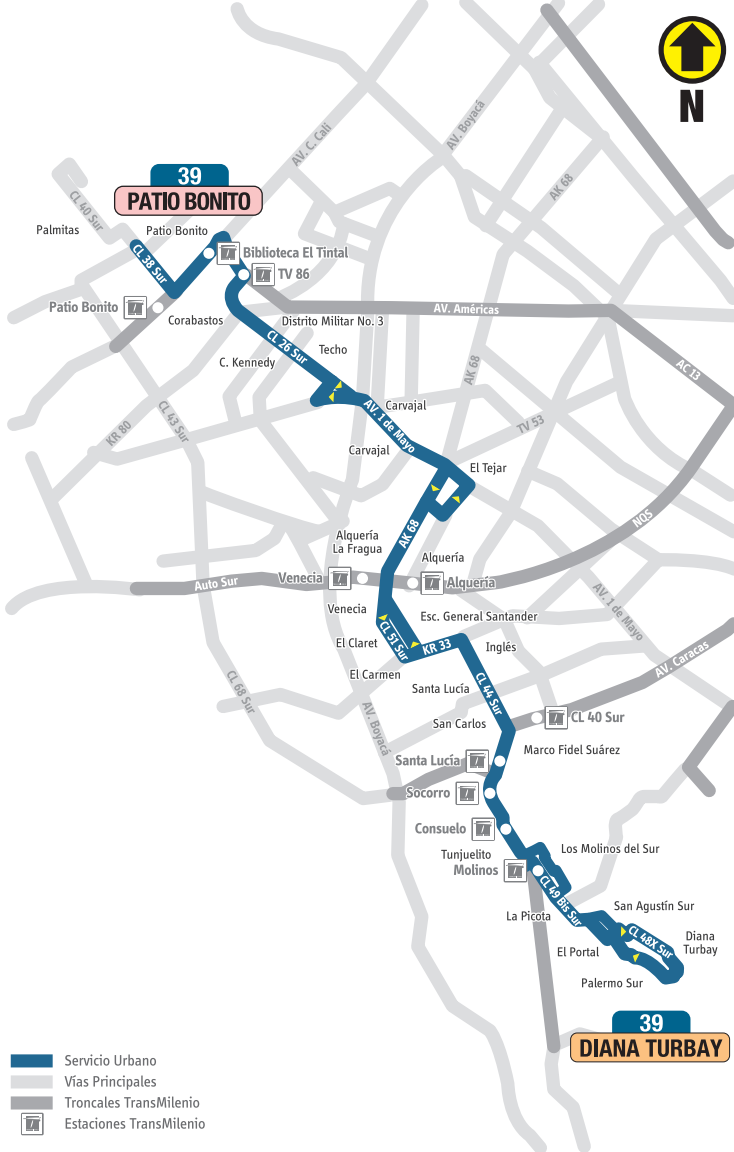 N
AV. C. Cali
AV. Boyacá
AK 68
39
PATIO BONITO
CL 40 Sur
Palmitas
Patio Bonito
CL 38 Sur
Biblioteca El Tintal
TV 86
Patio Bonito
Corabastos
Distrito Militar No. 3
AV. Américas
CL 26 Sur
Techo
C. Kennedy
AK 68
AC 13
Carvajal
AV. 1 de Mayo
KR 80
CL 43 Sur
TV 53
Carvajal
El Tejar
NQS
AK 68
Alquería
La Fragua
Alquería
Venecia
Alquería
Auto Sur
AV. 1 de Mayo
Venecia
Esc. General Santander
CL 51 Sur
El Claret
KR 33
Inglés
AV. Caracas
El Carmen
CL 68 Sur
Santa Lucía
CL 44 Sur
AV. Boyacá
San Carlos
CL 40 Sur
Marco Fidel Suárez
Santa Lucía
Socorro
Consuelo
Los Molinos del Sur
Tunjuelito
Molinos
CL 49 Bis Sur
La Picota
San Agustín Sur
CL 48X Sur
Diana
Turbay
El Portal
Palermo Sur
39
DIANA TURBAY
Servicio Urbano
Vías Principales
Troncales TransMilenio
Estaciones TransMilenio